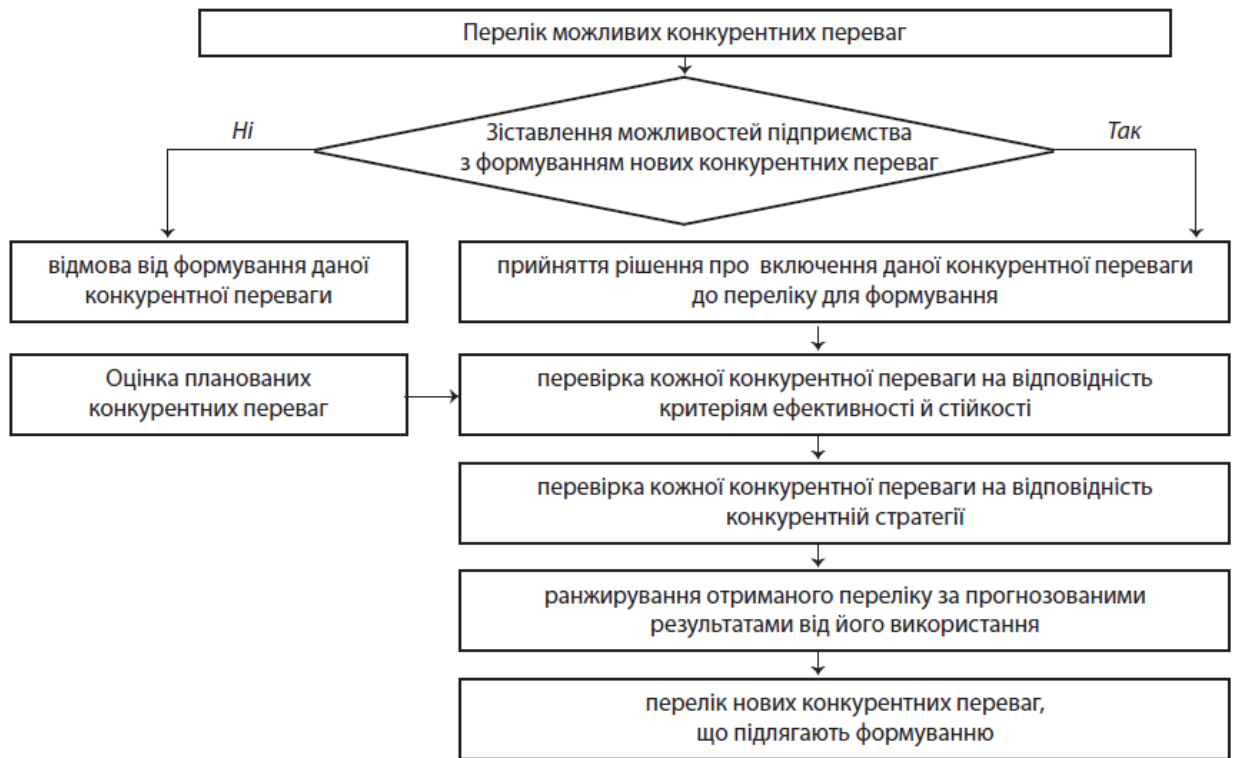 Перелік можливих конкурентних переваг
Ні
Зіставлення можливостей підприємства
з формуванням нових конкурентних переваг
Так
відмова від формування даної
конкурентної переваги
прийняття рішення про включення даної конкурентної переваги
до переліку для формування
Оцінка планованих
конкурентних переваг
перевірка кожної конкурентної переваги на відповідність
критеріям ефективності й стійкості
перевірка кожної конкурентної переваги на відповідність
конкурентній стратегії
ранжирування отриманого переліку за прогнозованими
результатами від його використання
перелік нових конкурентних переваг,
що підлягають формуванню